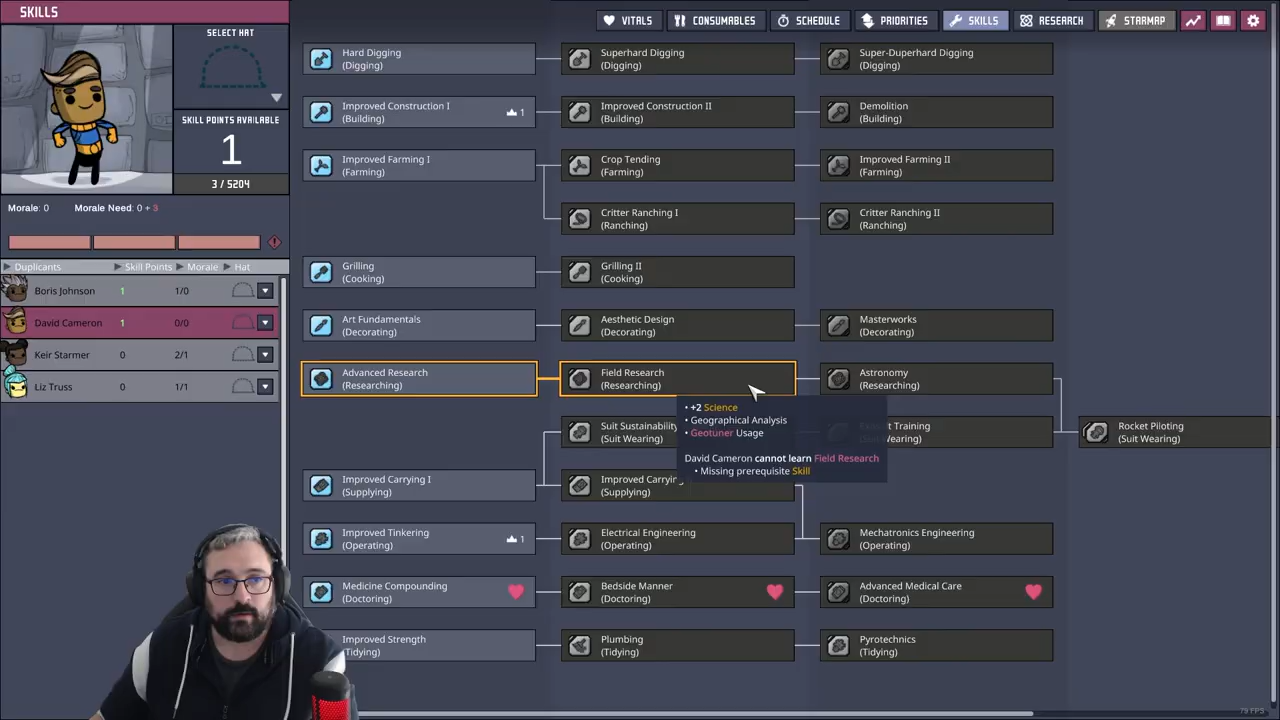 SKILLS
VITALS
CONSUMABLES
SCHEDULE
PRIORITIES
SKILLS
RESEARCH
STARMAP
SELECT HAT
SKILL POINTS AVAILABLE
1
3 / 5204
Morale: 0
Morale Need: 0 + 3
Duplicants
Skill Points
Morale
Hat
Boris Johnson
1
1/0
David Cameron
1
0/0
Keir Starmer
0
2/1
Liz Truss
0
1/1
Hard Digging
(Digging)
Superhard Digging
(Digging)
Super-Duperhard Digging
(Digging)
Improved Construction I
(Building)
1
Improved Construction II
(Building)
Demolition
(Building)
Improved Farming I
(Farming)
Crop Tending
(Farming)
Improved Farming II
(Farming)
Critter Ranching I
(Ranching)
Critter Ranching II
(Ranching)
Grilling
(Cooking)
Grilling II
(Cooking)
Art Fundamentals
(Decorating)
Aesthetic Design
(Decorating)
Masterworks
(Decorating)
Advanced Research
(Researching)
Field Research
(Researching)
Astronomy
(Researching)
• +2 Science
• Geographical Analysis
• Geotuner Usage
David Cameron cannot learn Field Research
• Missing prerequisite Skill
Suit Sustainability
(Suit Wearing)
Training
Wearing)
Rocket Piloting
(Suit Wearing)
Improved Carrying I
(Supplying)
Improved Carrying
(Supplying)
Improved Tinkering
(Operating)
1
Electrical Engineering
(Operating)
Mechatronics Engineering
(Operating)
Medicine Compounding
(Doctoring)
Bedside Manner
(Doctoring)
Advanced Medical Care
(Doctoring)
Improved Strength
(Tidying)
Plumbing
(Tidying)
Pyrotechnics
(Tidying)
79 FPS